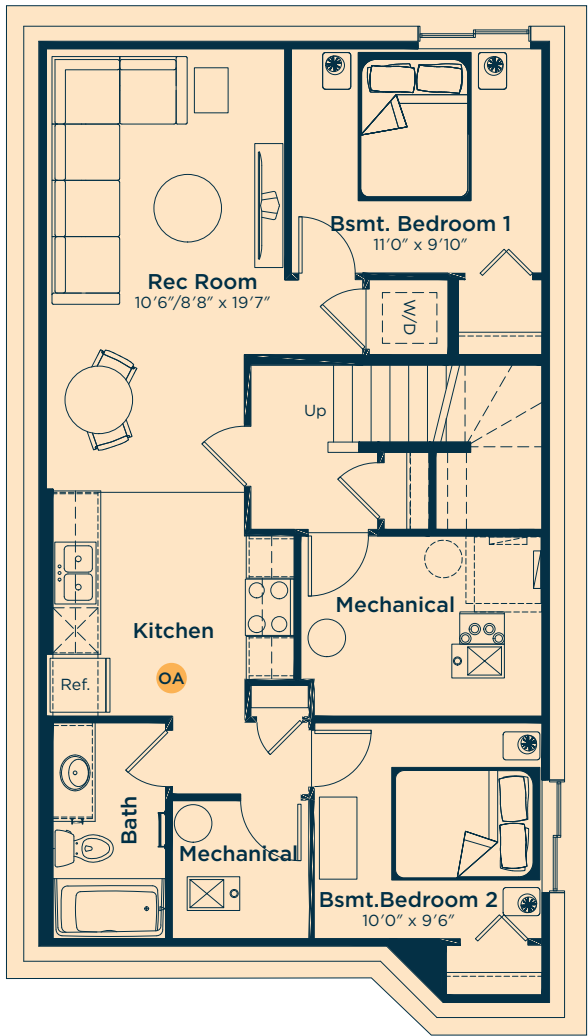 Bsmt. Bedroom 1
11'0" x 9'10"
Rec Room
10'6"/8'8" x 19'7"
W/D
Up
Mechanical
Kitchen
OA
Ref.
Bath
Mechanical
Bsmt.Bedroom 2
10'0" x 9'6"